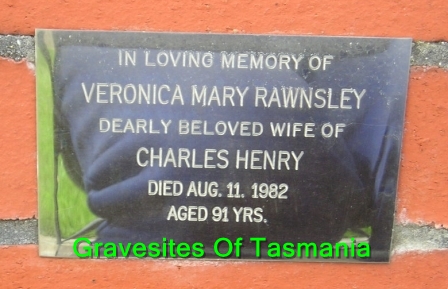 IN LOVING MEMORY OF
VERONICA MARY RAWNSLEY
DEARLY BELOVED WIFE OF
CHARLES HENRY
DIED AUG. 11. 1982
AGED 91 YRS.
Gravesites Of Tasmania